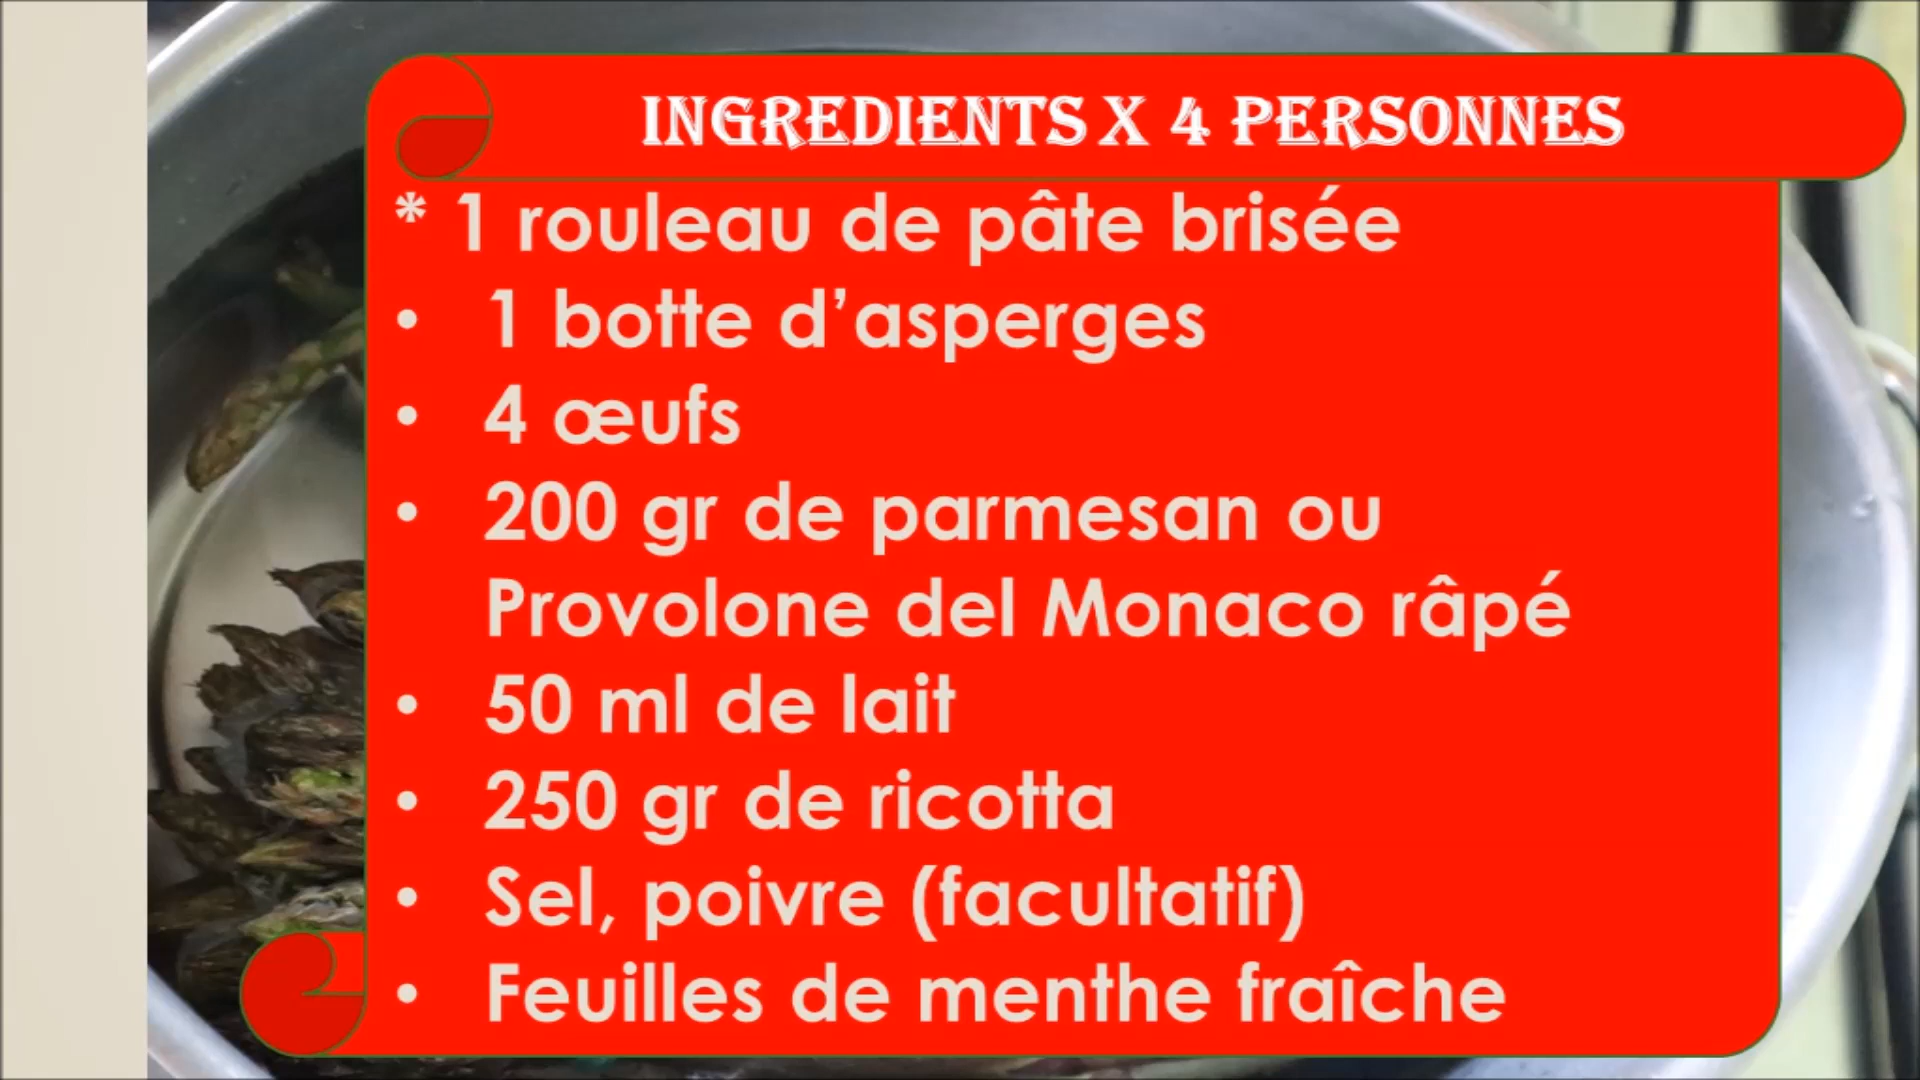 INGREDIENTS X 4 PERSONNES
* 1 rouleau de pâte brisée
• 1 botte d’asperges
• 4 œufs
• 200 gr de parmesan ou
Provolone del Monaco râpé
• 50 ml de lait
• 250 gr de ricotta
• Sel, poivre (facultatif)
• Feuilles de menthe fraîche